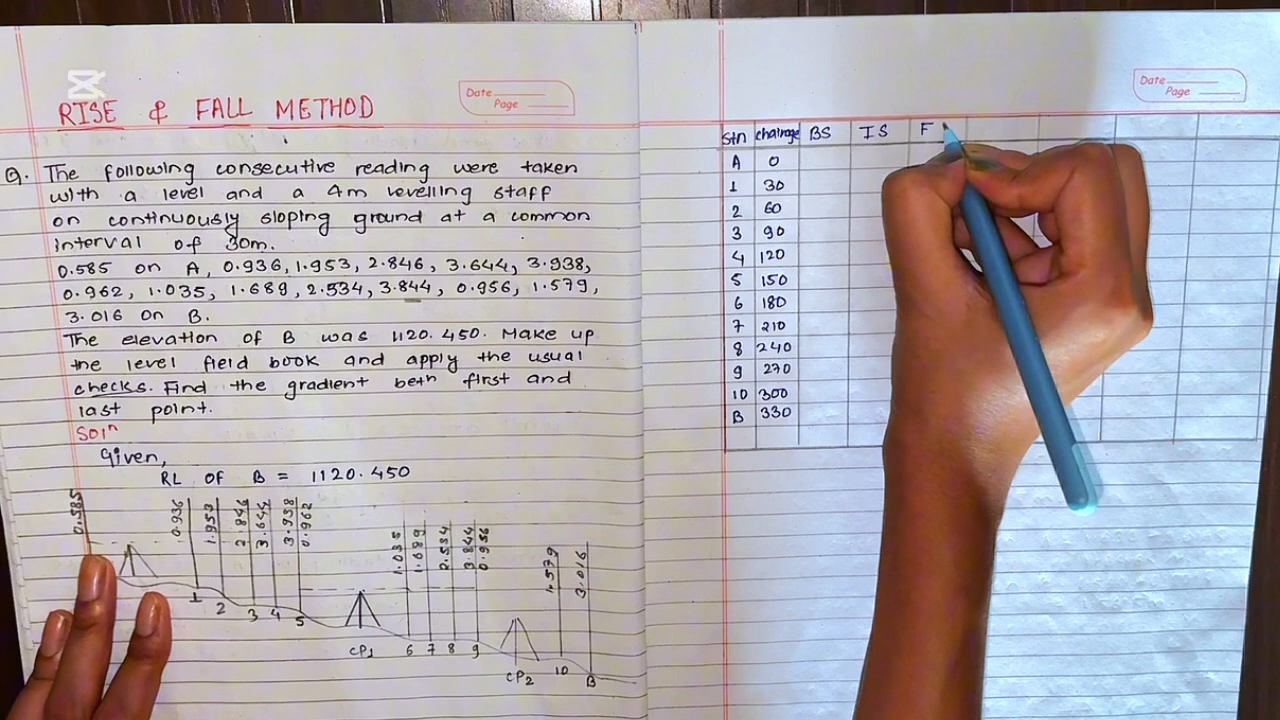 RISE & FALL METHOD
Date
Page
Q. The following consecutive reading were taken
with a level and a 4m levelling staff
on continuously sloping ground at a common
interval of 30m.
0.585 on A, 0.936, 1.953, 2.846, 3.644, 3.938,
0.962, 1.035, 1.689, 2.534, 3.844, 0.956, 1.579,
3.016 on B.
The elevation of B was 1120.450. Make up
the level field book and apply the usual
checks. Find the gradient betn first and
last point.
Soln
Given,
RL OF B = 1120.450
0.585
0.936
1.953
2.846
3.644
3.938
0.962
1.035
1.689
2.534
3.844
0.956
1.579
3.016
1 2 3 4 5 CP1 6 7 8 9 CP2 10 B
Date
Page
Stn chainage BS IS F
A 0
1 30
2 60
3 90
4 120
5 150
6 180
7 210
8 240
9 270
10 300
B 330